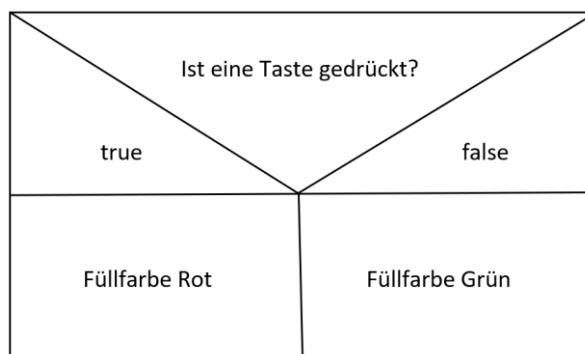 Ist eine Taste gedrückt?
true
false
Füllfarbe Rot
Füllfarbe Grün